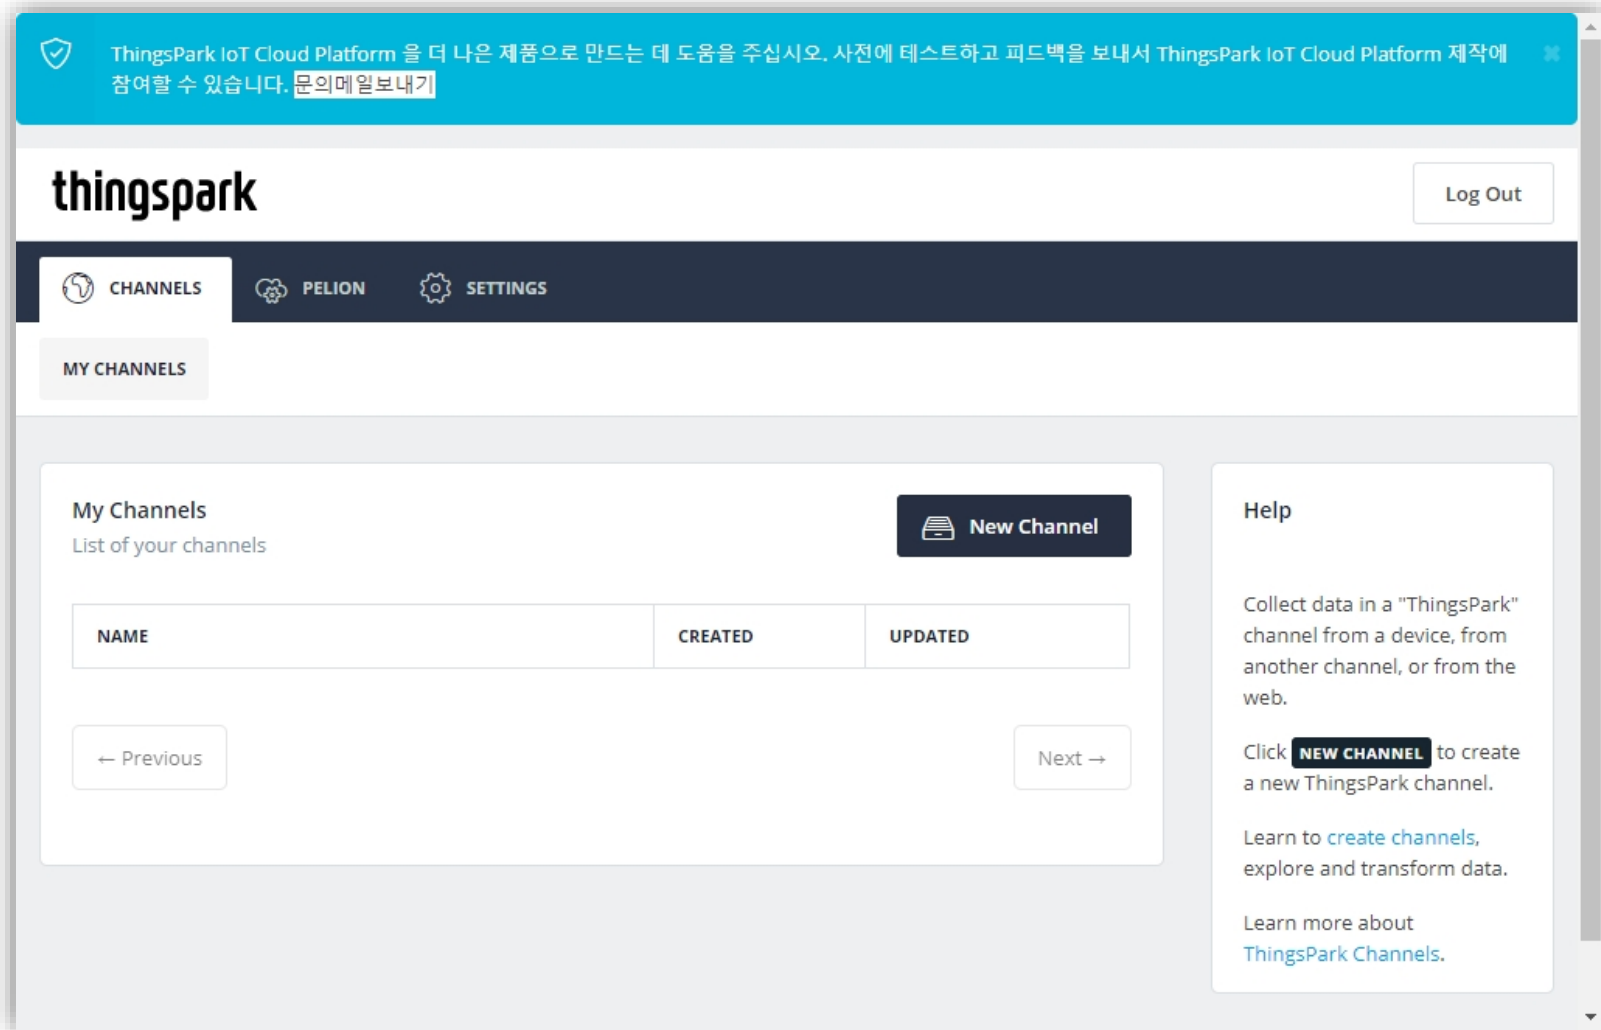 ThingsPark IoT Cloud Platform 을 더 나은 제품으로 만드는 데 도움을 주십시오. 사전에 테스트하고 피드백을 보내서 ThingsPark IoT Cloud Platform 제작에
참여할 수 있습니다. 문의메일보내기
thingspark
Log Out
CHANNELS
PELION
SETTINGS
MY CHANNELS
My Channels
List of your channels
New Channel
NAME
CREATED
UPDATED
← Previous
Next →
Help
Collect data in a "ThingsPark"
channel from a device, from
another channel, or from the
web.
Click NEW CHANNEL to create
a new ThingsPark channel.
Learn to create channels,
explore and transform data.
Learn more about
ThingsPark Channels.